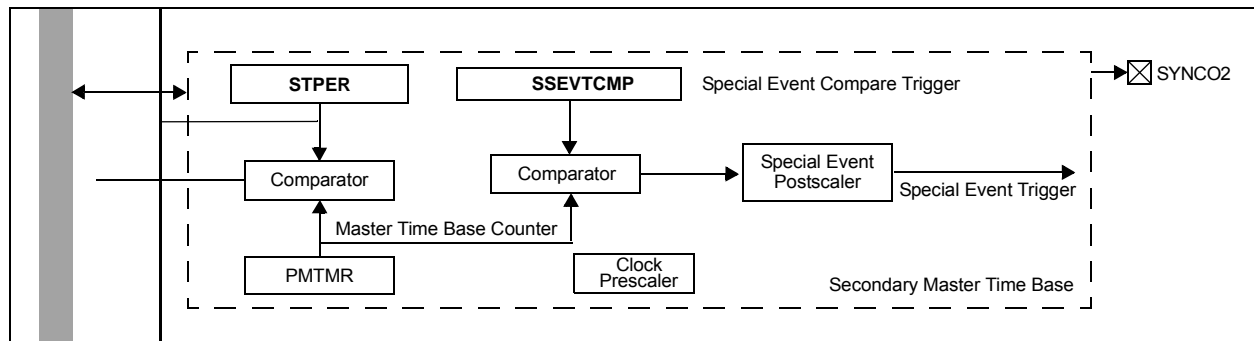 STPER
SSEVTCMP
Special Event Compare Trigger
SYNCO2
Comparator
Comparator
Special Event
Postscaler
Special Event Trigger
Master Time Base Counter
PMTMR
Clock
Prescaler
Secondary Master Time Base